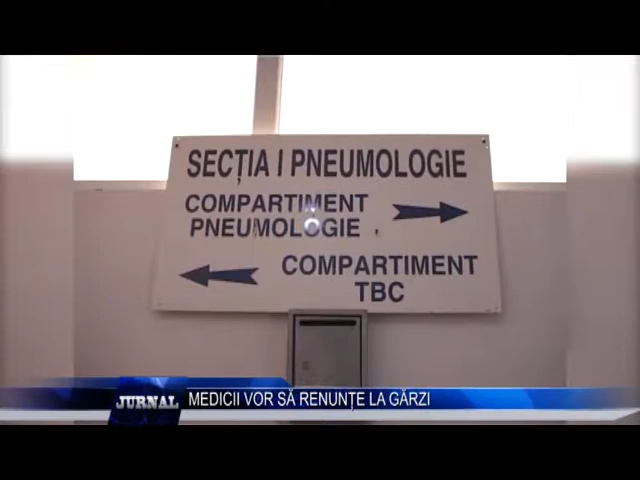 SECȚIA I PNEUMOLOGIE
COMPARTIMENT
PNEUMOLOGIE
COMPARTIMENT
TBC
JURNAL
MEDICII VOR SĂ RENUNȚE LA GĂRZI